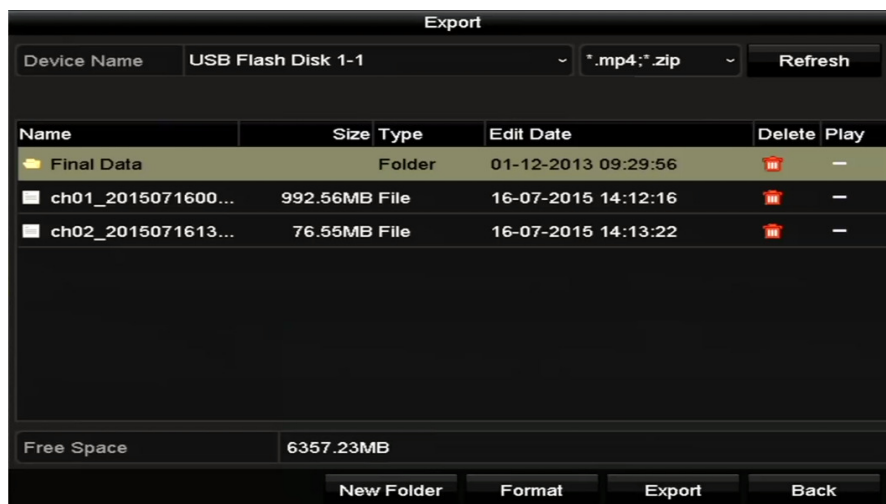 Export
Device Name USB Flash Disk 1-1 *.mp4;*.zip Refresh
Name Size Type Edit Date Delete Play
Final Data Folder 01-12-2013 09:29:56 –
ch01_2015071600... 992.56MB File 16-07-2015 14:12:16 –
ch02_2015071613... 76.55MB File 16-07-2015 14:13:22 –
Free Space 6357.23MB
New Folder Format Export Back